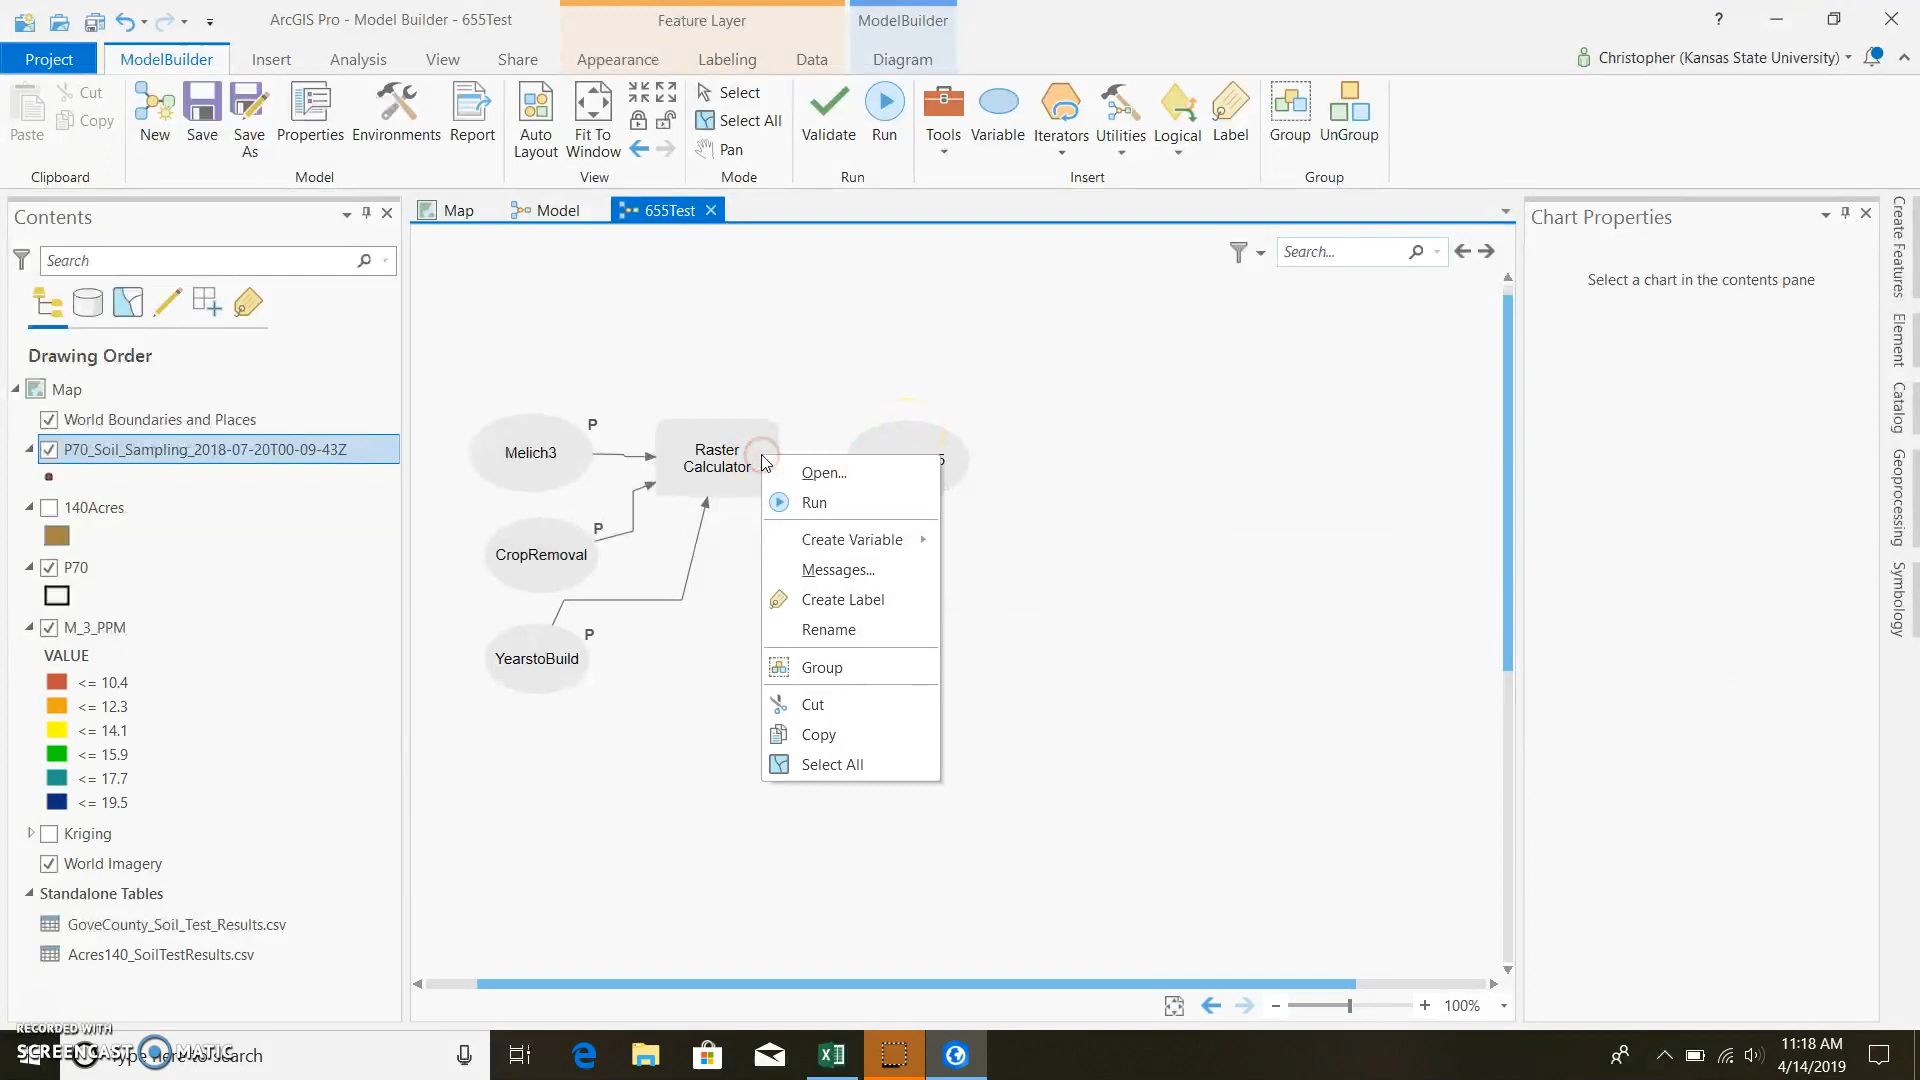 ArcGIS Pro - Model Builder - 655Test
Feature Layer
ModelBuilder
?
Project
ModelBuilder
Insert
Analysis
View
Share
Appearance
Labeling
Data
Diagram
Christopher (Kansas State University)
Paste
Cut
Copy
Clipboard
New
Save
Save As
Properties
Environments
Report
Model
Auto Layout
Fit To Window
View
Select
Select All
Pan
Mode
Validate
Run
Run
Tools
Variable
Iterators
Utilities
Logical
Label
Insert
Group
UnGroup
Group
Contents
Search
Drawing Order
Map
World Boundaries and Places
P70_Soil_Sampling_2018-07-20T00-09-43Z
140Acres
P70
M_3_PPM
VALUE
<= 10.4
<= 12.3
<= 14.1
<= 15.9
<= 17.7
<= 19.5
Kriging
World Imagery
Standalone Tables
GoveCounty_Soil_Test_Results.csv
Acres140_SoilTestResults.csv
Map
Model
655Test
Search...
Melich3
P
CropRemoval
P
YearstoBuild
P
Raster
Calculator
5
Open...
Run
Create Variable
Messages...
Create Label
Rename
Group
Cut
Copy
Select All
100%
Chart Properties
Select a chart in the contents pane
Create Features
Element
Catalog
Geoprocessing
Symbology
RECORDED WITH
SCREENCAST MATIC
Type here to search
11:18 AM
4/14/2019